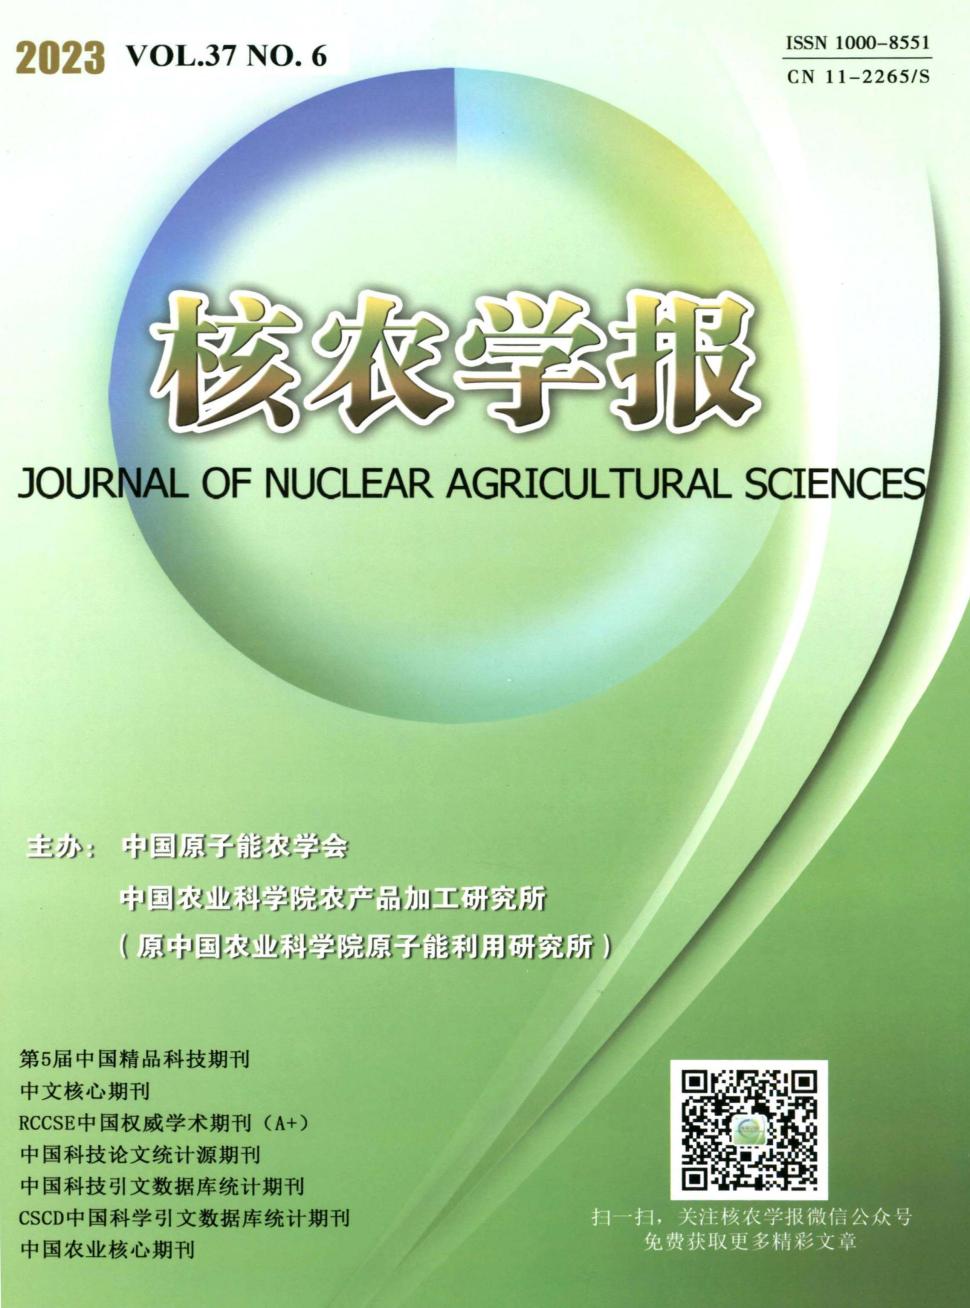 2023 VOL.37 NO. 6
ISSN 1000-8551
CN 11-2265/S
核农学报
JOURNAL OF NUCLEAR AGRICULTURAL SCIENCES
主办： 中国原子能农学会
中国农业科学院农产品加工研究所
（原中国农业科学院原子能利用研究所）
第5届中国精品科技期刊
中文核心期刊
RCCSE中国权威学术期刊（A+）
中国科技论文统计源期刊
中国科技引文数据库统计期刊
CSCD中国科学引文数据库统计期刊
中国农业核心期刊
扫一扫，关注核农学报微信公众号
免费获取更多精彩文章